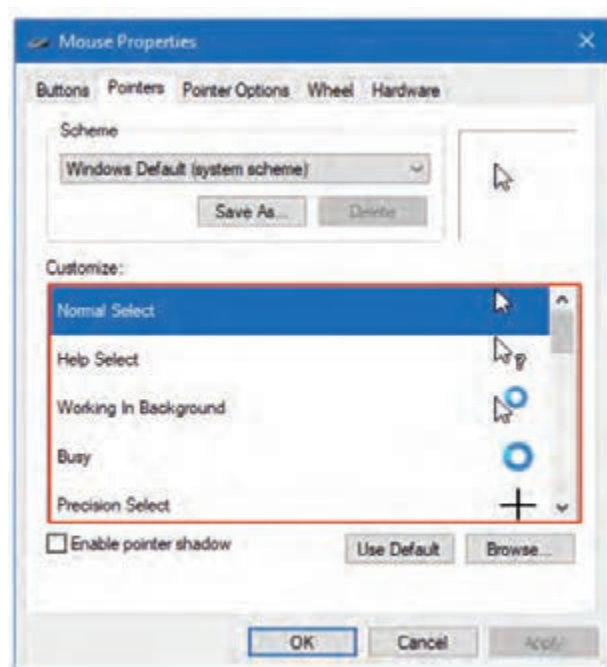 Mouse Properties
Buttons Pointers Pointer Options Wheel Hardware
Scheme
Windows Default (system scheme)
Save As... Delete
Customize:
Normal Select
Help Select
Working In Background
Busy
Precision Select
Enable pointer shadow
Use Default Browse...
OK Cancel Apply